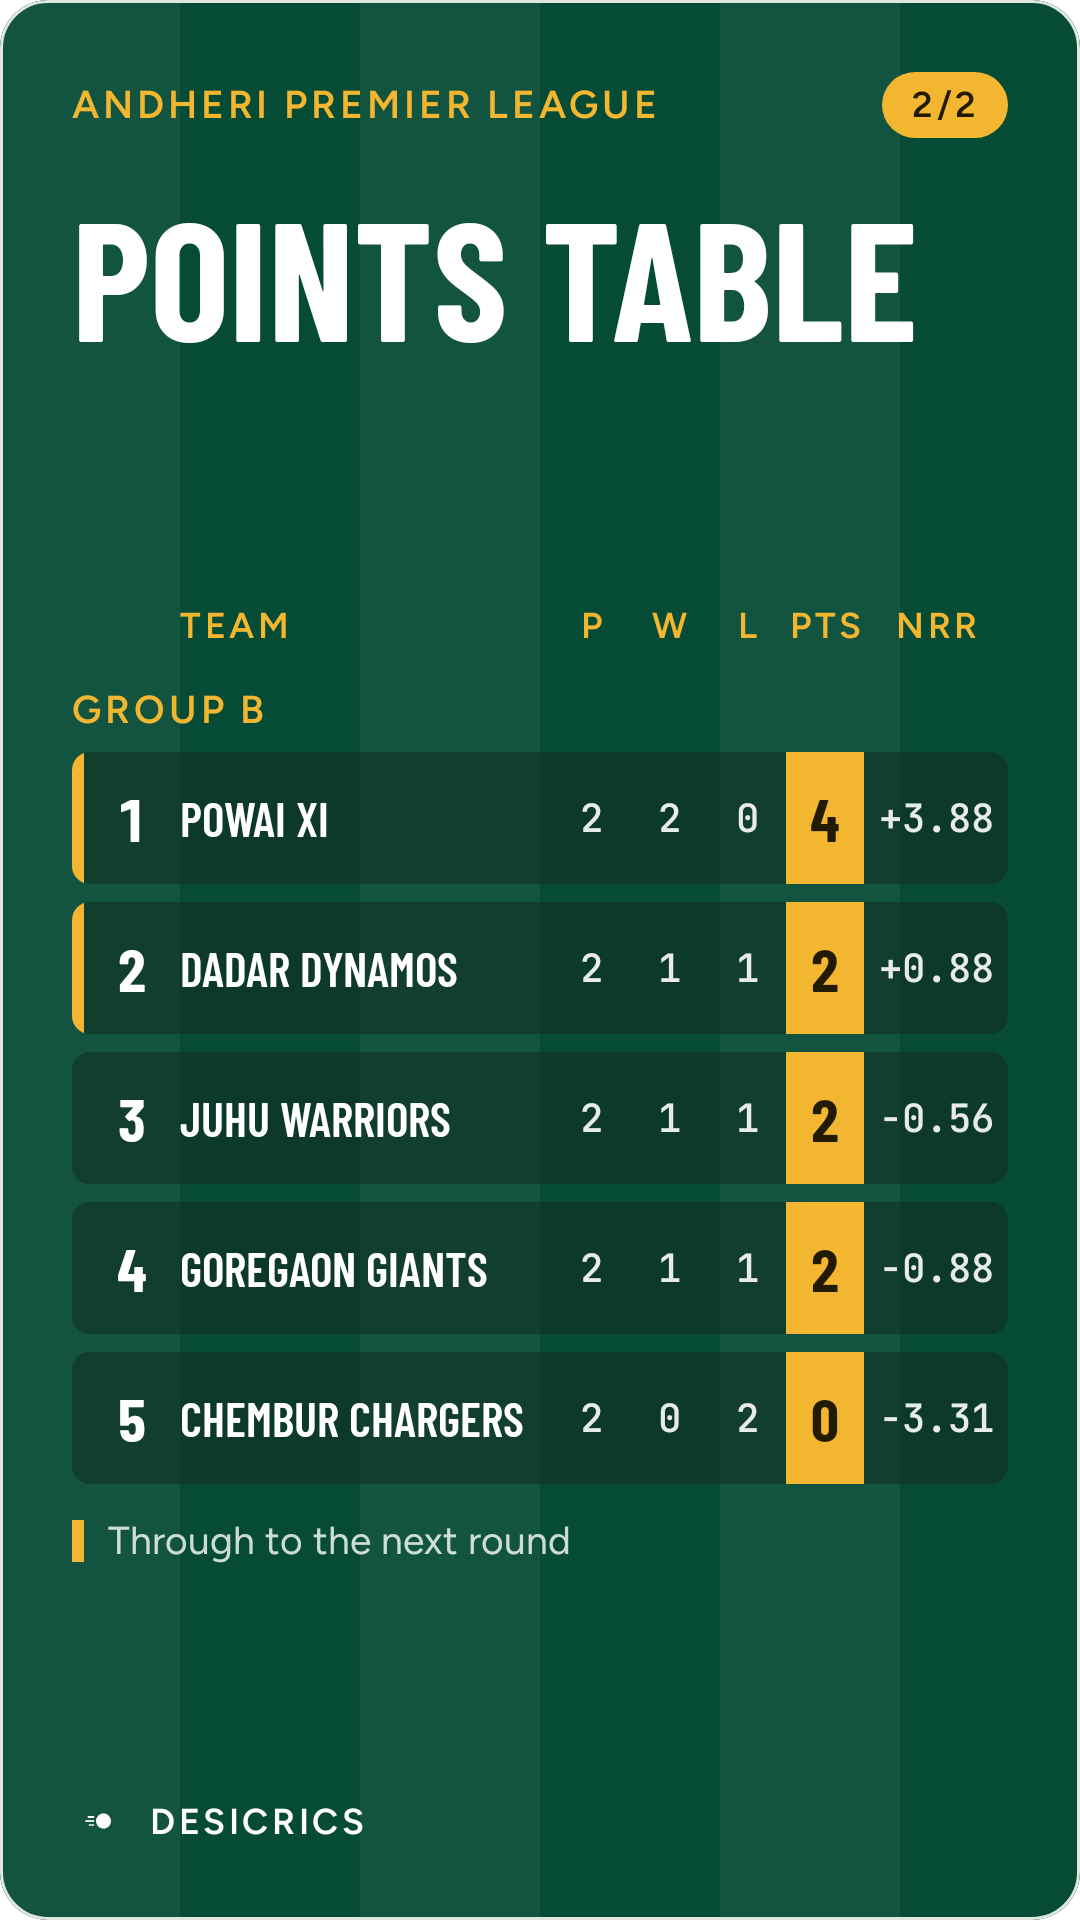 ANDHERI PREMIER LEAGUE 2/2
POINTS TABLE
TEAM P W L PTS NRR
GROUP B
1 POWAI XI 2 2 0 4 +3.88
2 DADAR DYNAMOS 2 1 1 2 +0.88
3 JUHU WARRIORS 2 1 1 2 -0.56
4 GOREGAON GIANTS 2 1 1 2 -0.88
5 CHEMBUR CHARGERS 2 0 2 0 -3.31
Through to the next round
DESICRICS